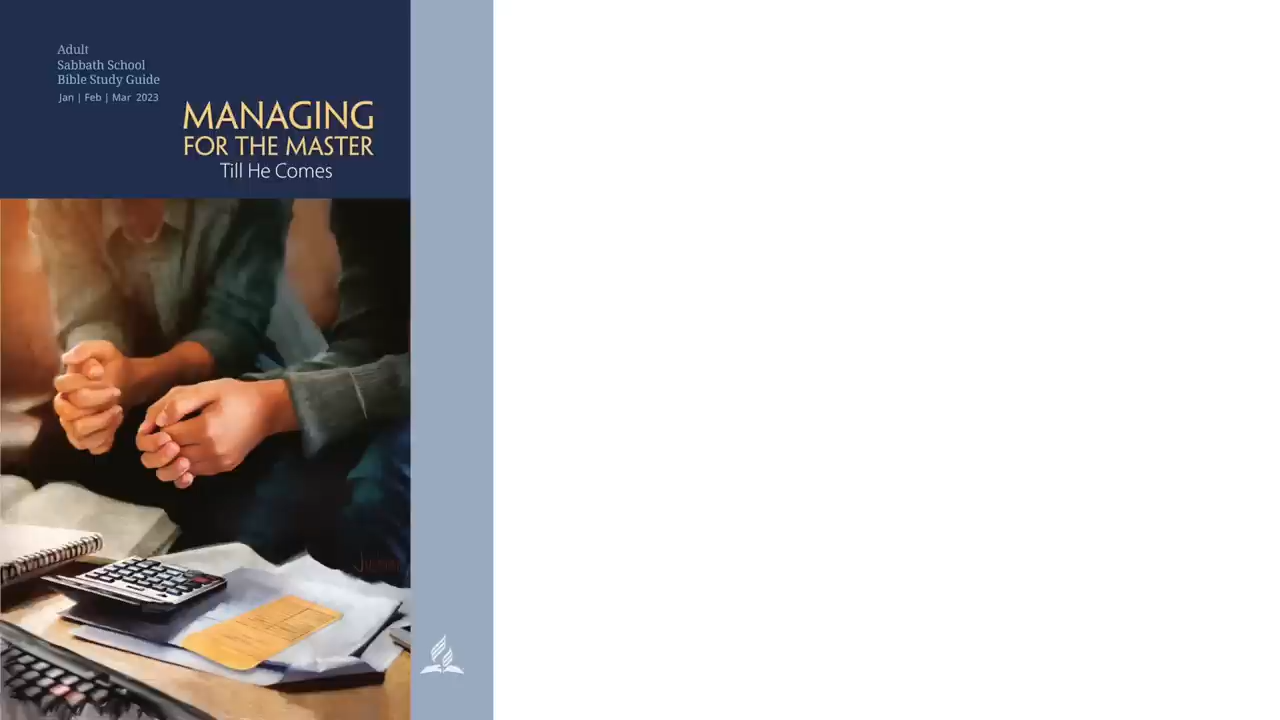 Adult
Sabbath School
Bible Study Guide
Jan | Feb | Mar 2023
MANAGING
FOR THE MASTER
Till He Comes